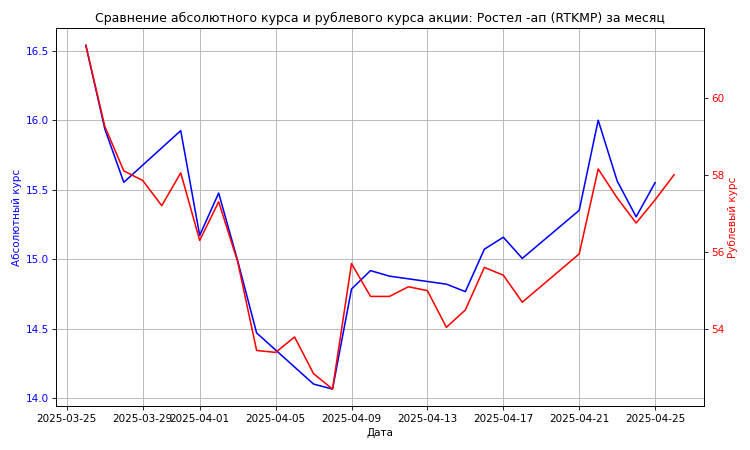 Сравнение абсолютного курса и рублевого курса акции: Ростел -ап (RTKMP) за месяц
Абсолютный курс
16.5
16.0
15.5
15.0
14.5
14.0
60
58
56
54
Рублевый курс
2025-03-25 2025-03-29 2025-04-01 2025-04-05 2025-04-09 2025-04-13 2025-04-17 2025-04-21 2025-04-25
Дата